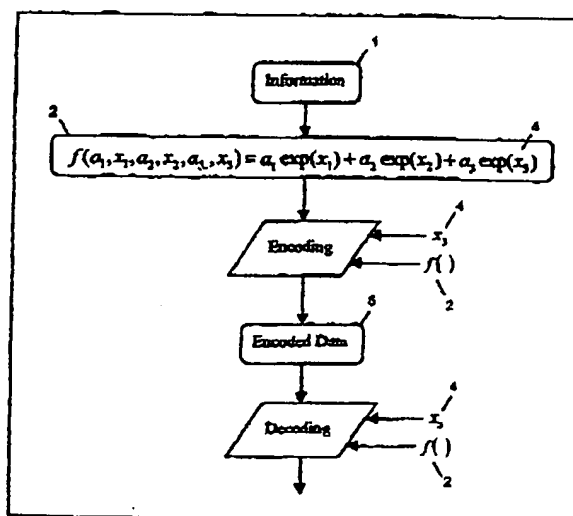 1
Information
2
4
f(a₁,x₁,a₂,x₂,a₃,x₃) = a₁ exp(x₁) + a₂ exp(x₂) + a₃ exp(x₃)
4
Encoding
x₃
f( )
2
5
Encoded Data
4
Decoding
x₃
f( )
2